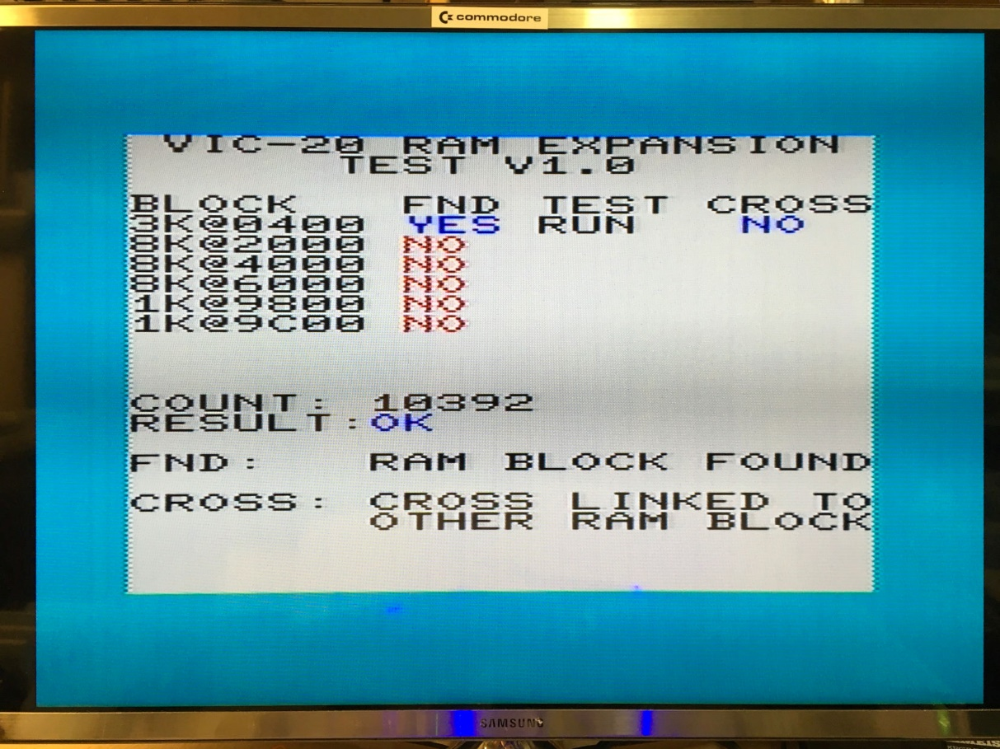 commodore
VIC-20 RAM EXPANSION
TEST V1.0
BLOCK FND TEST CROSS
3K@0400 YES RUN NO
8K@2000 NO
8K@4000 NO
8K@6000 NO
1K@9800 NO
1K@9C00 NO
COUNT: 10392
RESULT:OK
FND: RAM BLOCK FOUND
CROSS: CROSS LINKED TO
OTHER RAM BLOCK
SAMSUNG